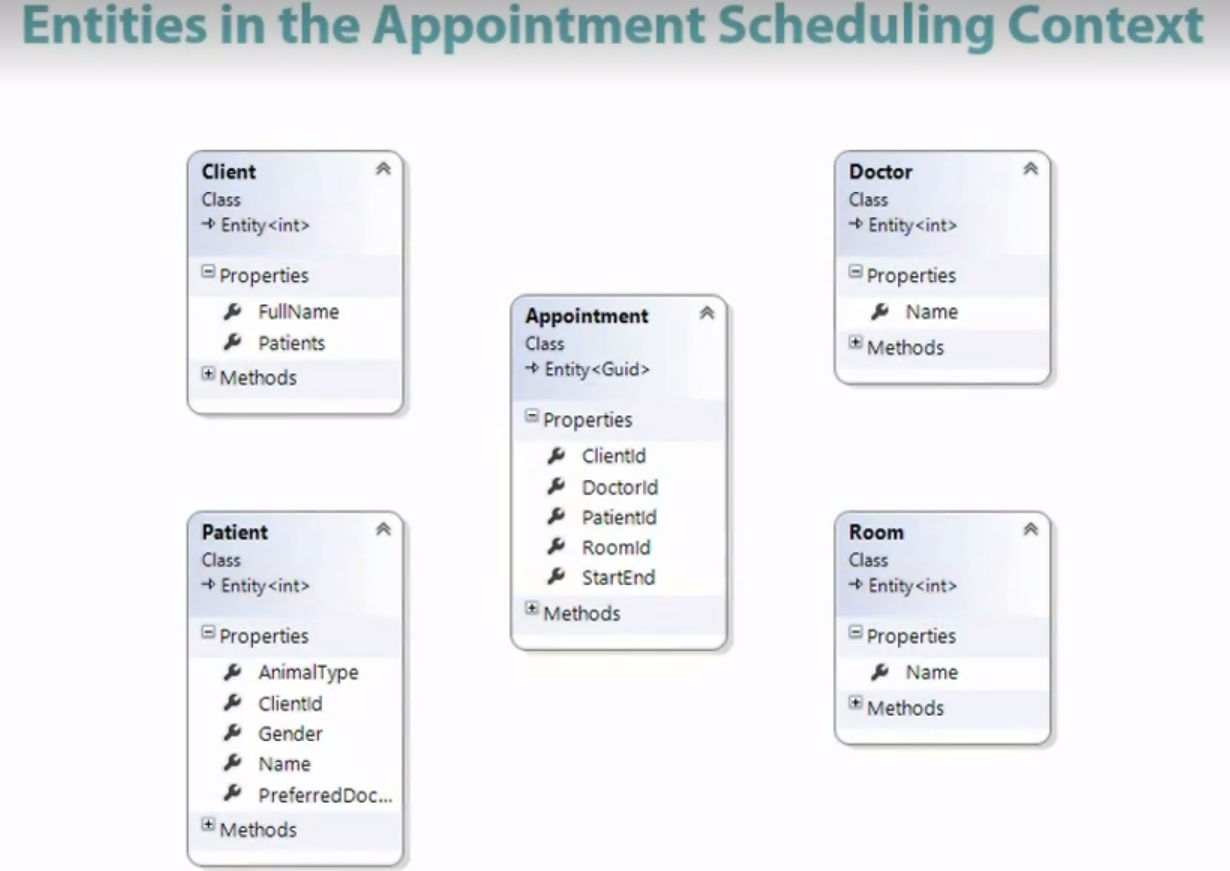 Entities in the Appointment Scheduling Context
Client
Class
Entity<int>
Properties
FullName
Patients
Methods
Patient
Class
Entity<int>
Properties
AnimalType
ClientId
Gender
Name
PreferredDoc...
Methods
Appointment
Class
Entity<Guid>
Properties
ClientId
DoctorId
PatientId
RoomId
StartEnd
Methods
Doctor
Class
Entity<int>
Properties
Name
Methods
Room
Class
Entity<int>
Properties
Name
Methods